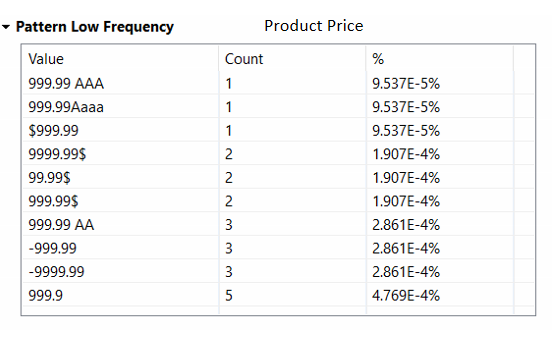 Pattern Low Frequency Product Price
Value Count %
999.99 AAA 1 9.537E-5%
999.99Aaaa 1 9.537E-5%
$999.99 1 9.537E-5%
9999.99$ 2 1.907E-4%
99.99$ 2 1.907E-4%
999.99$ 2 1.907E-4%
999.99 AA 3 2.861E-4%
-999.99 3 2.861E-4%
-9999.99 3 2.861E-4%
999.9 5 4.769E-4%